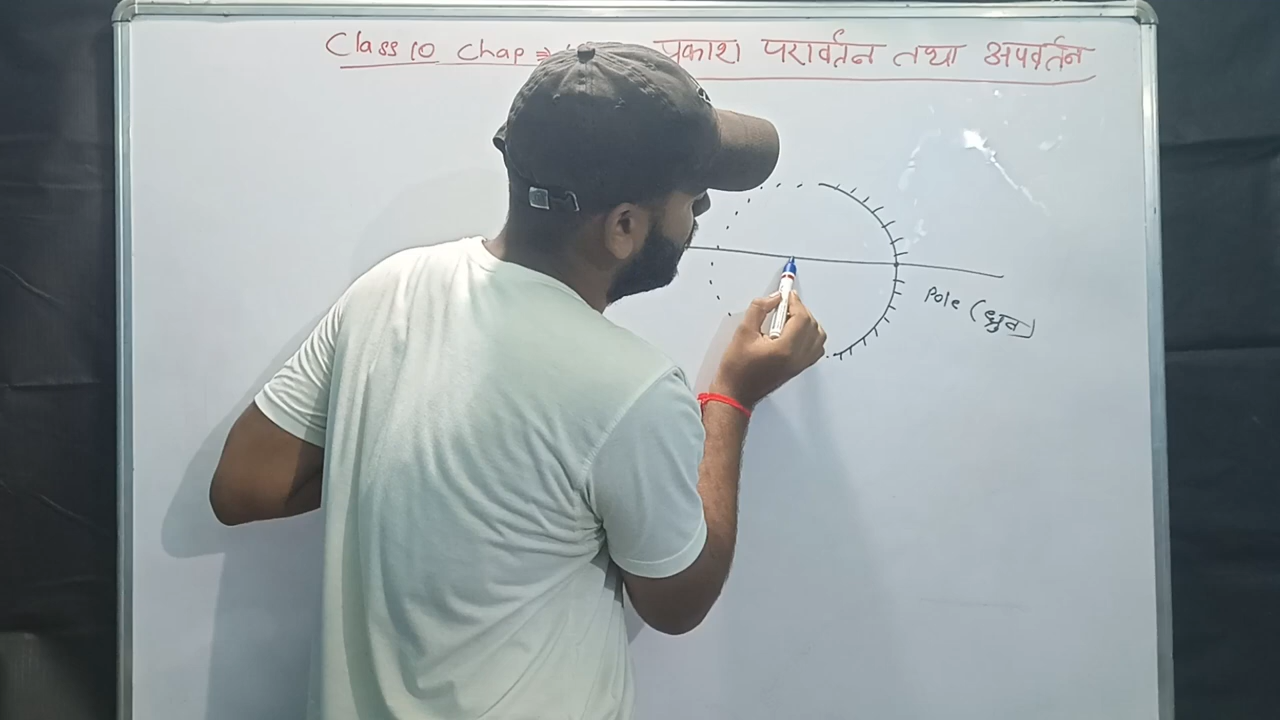 Class 10 Chap ⇒ प्रकाश परावर्तन तथा अपवर्तन
Pole (ध्रुव)